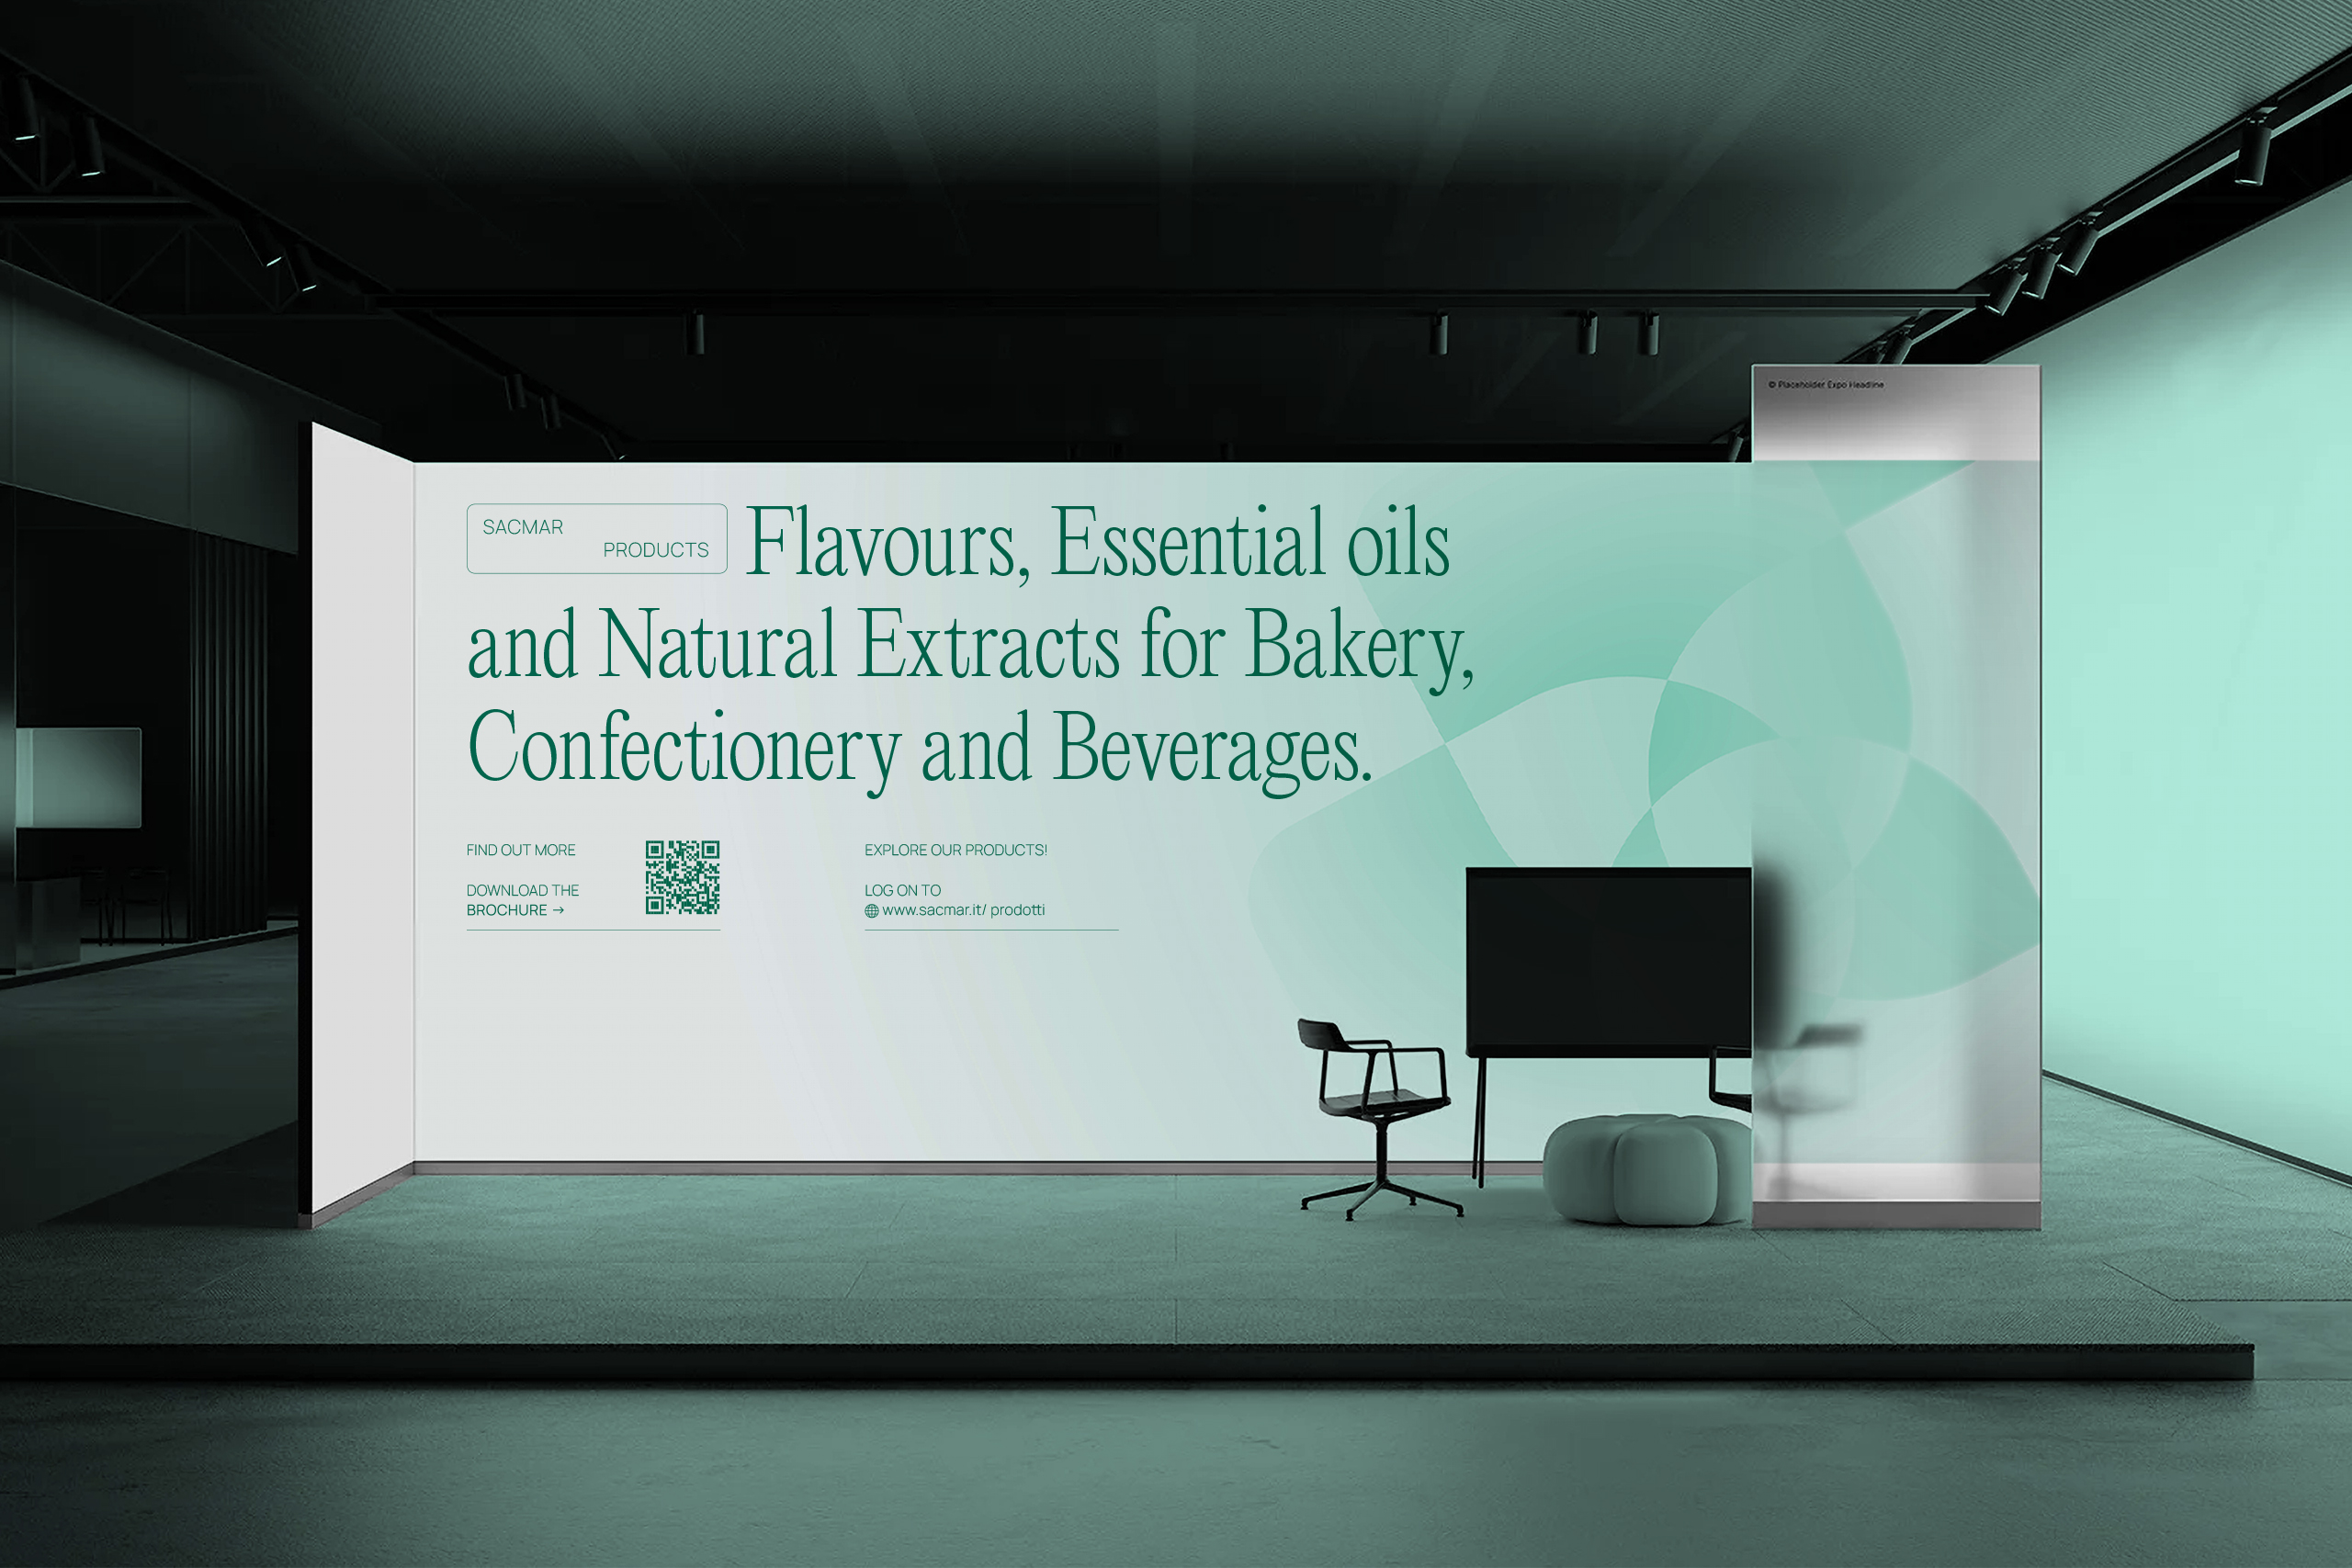 © Placeholder Expo Headline
SACMAR
PRODUCTS
Flavours, Essential oils
and Natural Extracts for Bakery,
Confectionery and Beverages.
FIND OUT MORE
DOWNLOAD THE
BROCHURE →
EXPLORE OUR PRODUCTS!
LOG ON TO
www.sacmar.it/ prodotti